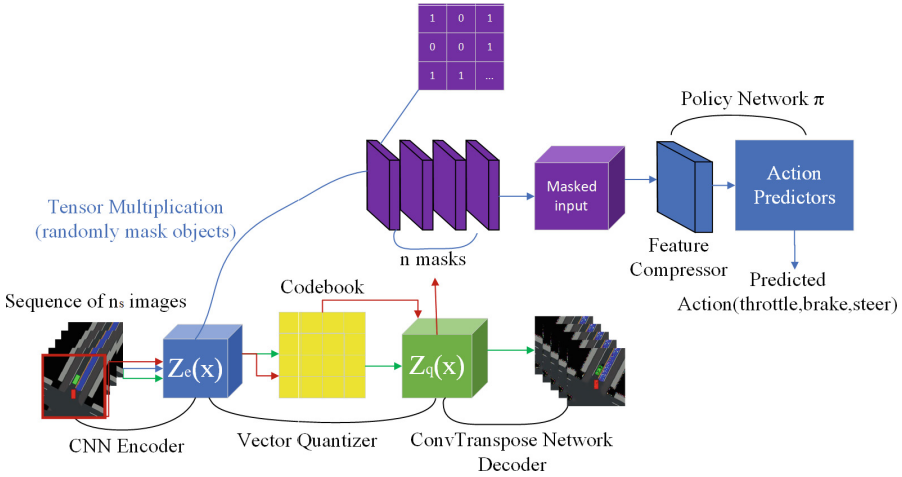 1 0 1
0 0 1
1 1 ...
Policy Network π
Tensor Multiplication
(randomly mask objects)
Masked
input
Action
Predictors
n masks
Feature
Compressor
Predicted
Action(throttle,brake,steer)
Sequence of nₛ images
Codebook
Zₑ(x)
Z_q(x)
CNN Encoder
Vector Quantizer
ConvTranspose Network
Decoder